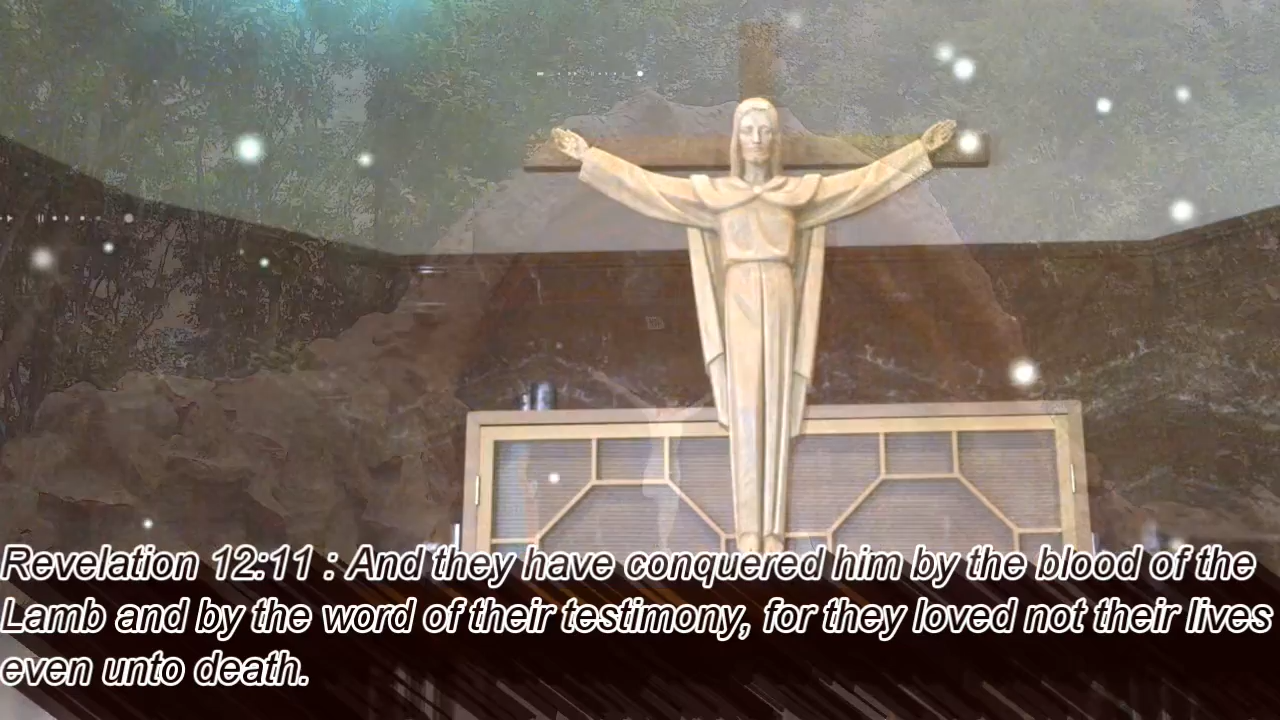 Revelation 12:11 : And they have conquered him by the blood of the
Lamb and by the word of their testimony, for they loved not their lives
even unto death.